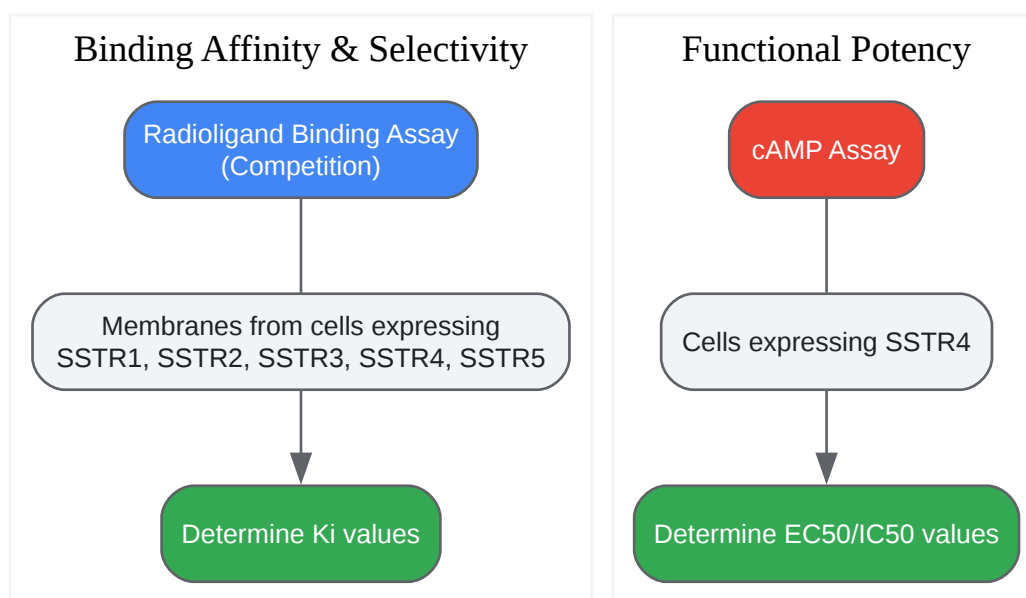 Binding Affinity & Selectivity
Radioligand Binding Assay
(Competition)
Membranes from cells expressing
SSTR1, SSTR2, SSTR3, SSTR4, SSTR5
Determine Ki values
Functional Potency
cAMP Assay
Cells expressing SSTR4
Determine EC50/IC50 values